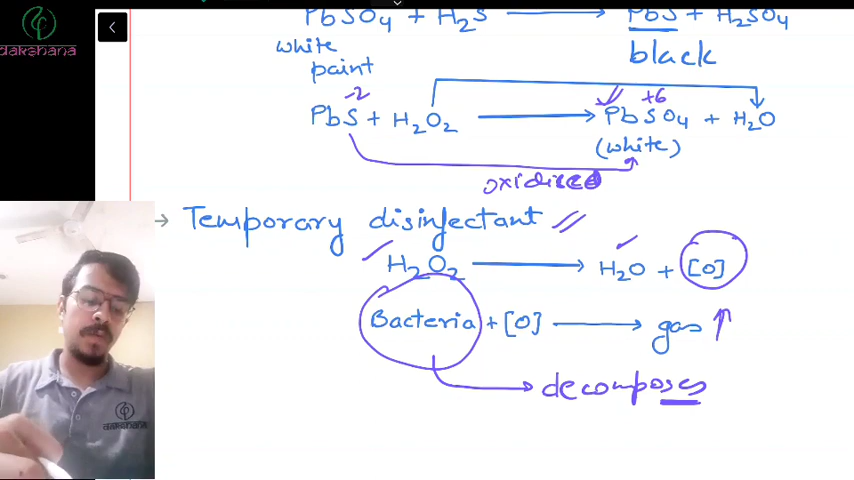 PbSO4 + H2S → PbS + H2SO4
dakshana
white
paint
black
-2
+6
PbS + H2O2 → PbSO4 + H2O
(white)
oxidised
→ Temporary disinfectant
H2O2 → H2O + [O]
Bacteria + [O] → gas ↑
decomposes
dakshana